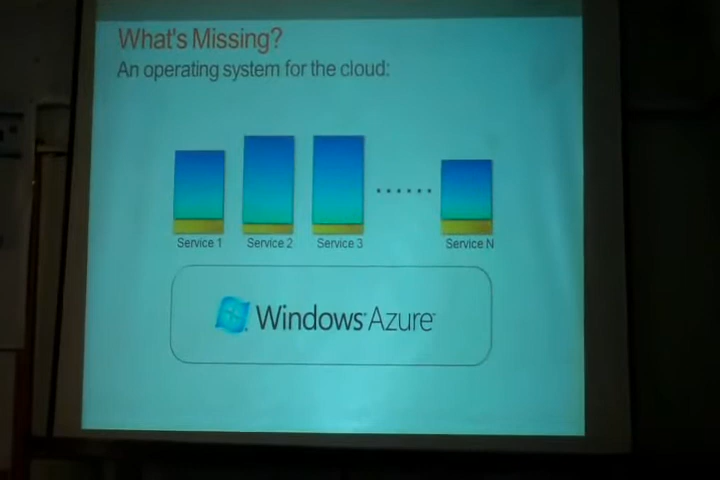 What's Missing?
An operating system for the cloud:
......
Service 1 Service 2 Service 3 Service N
Windows Azure